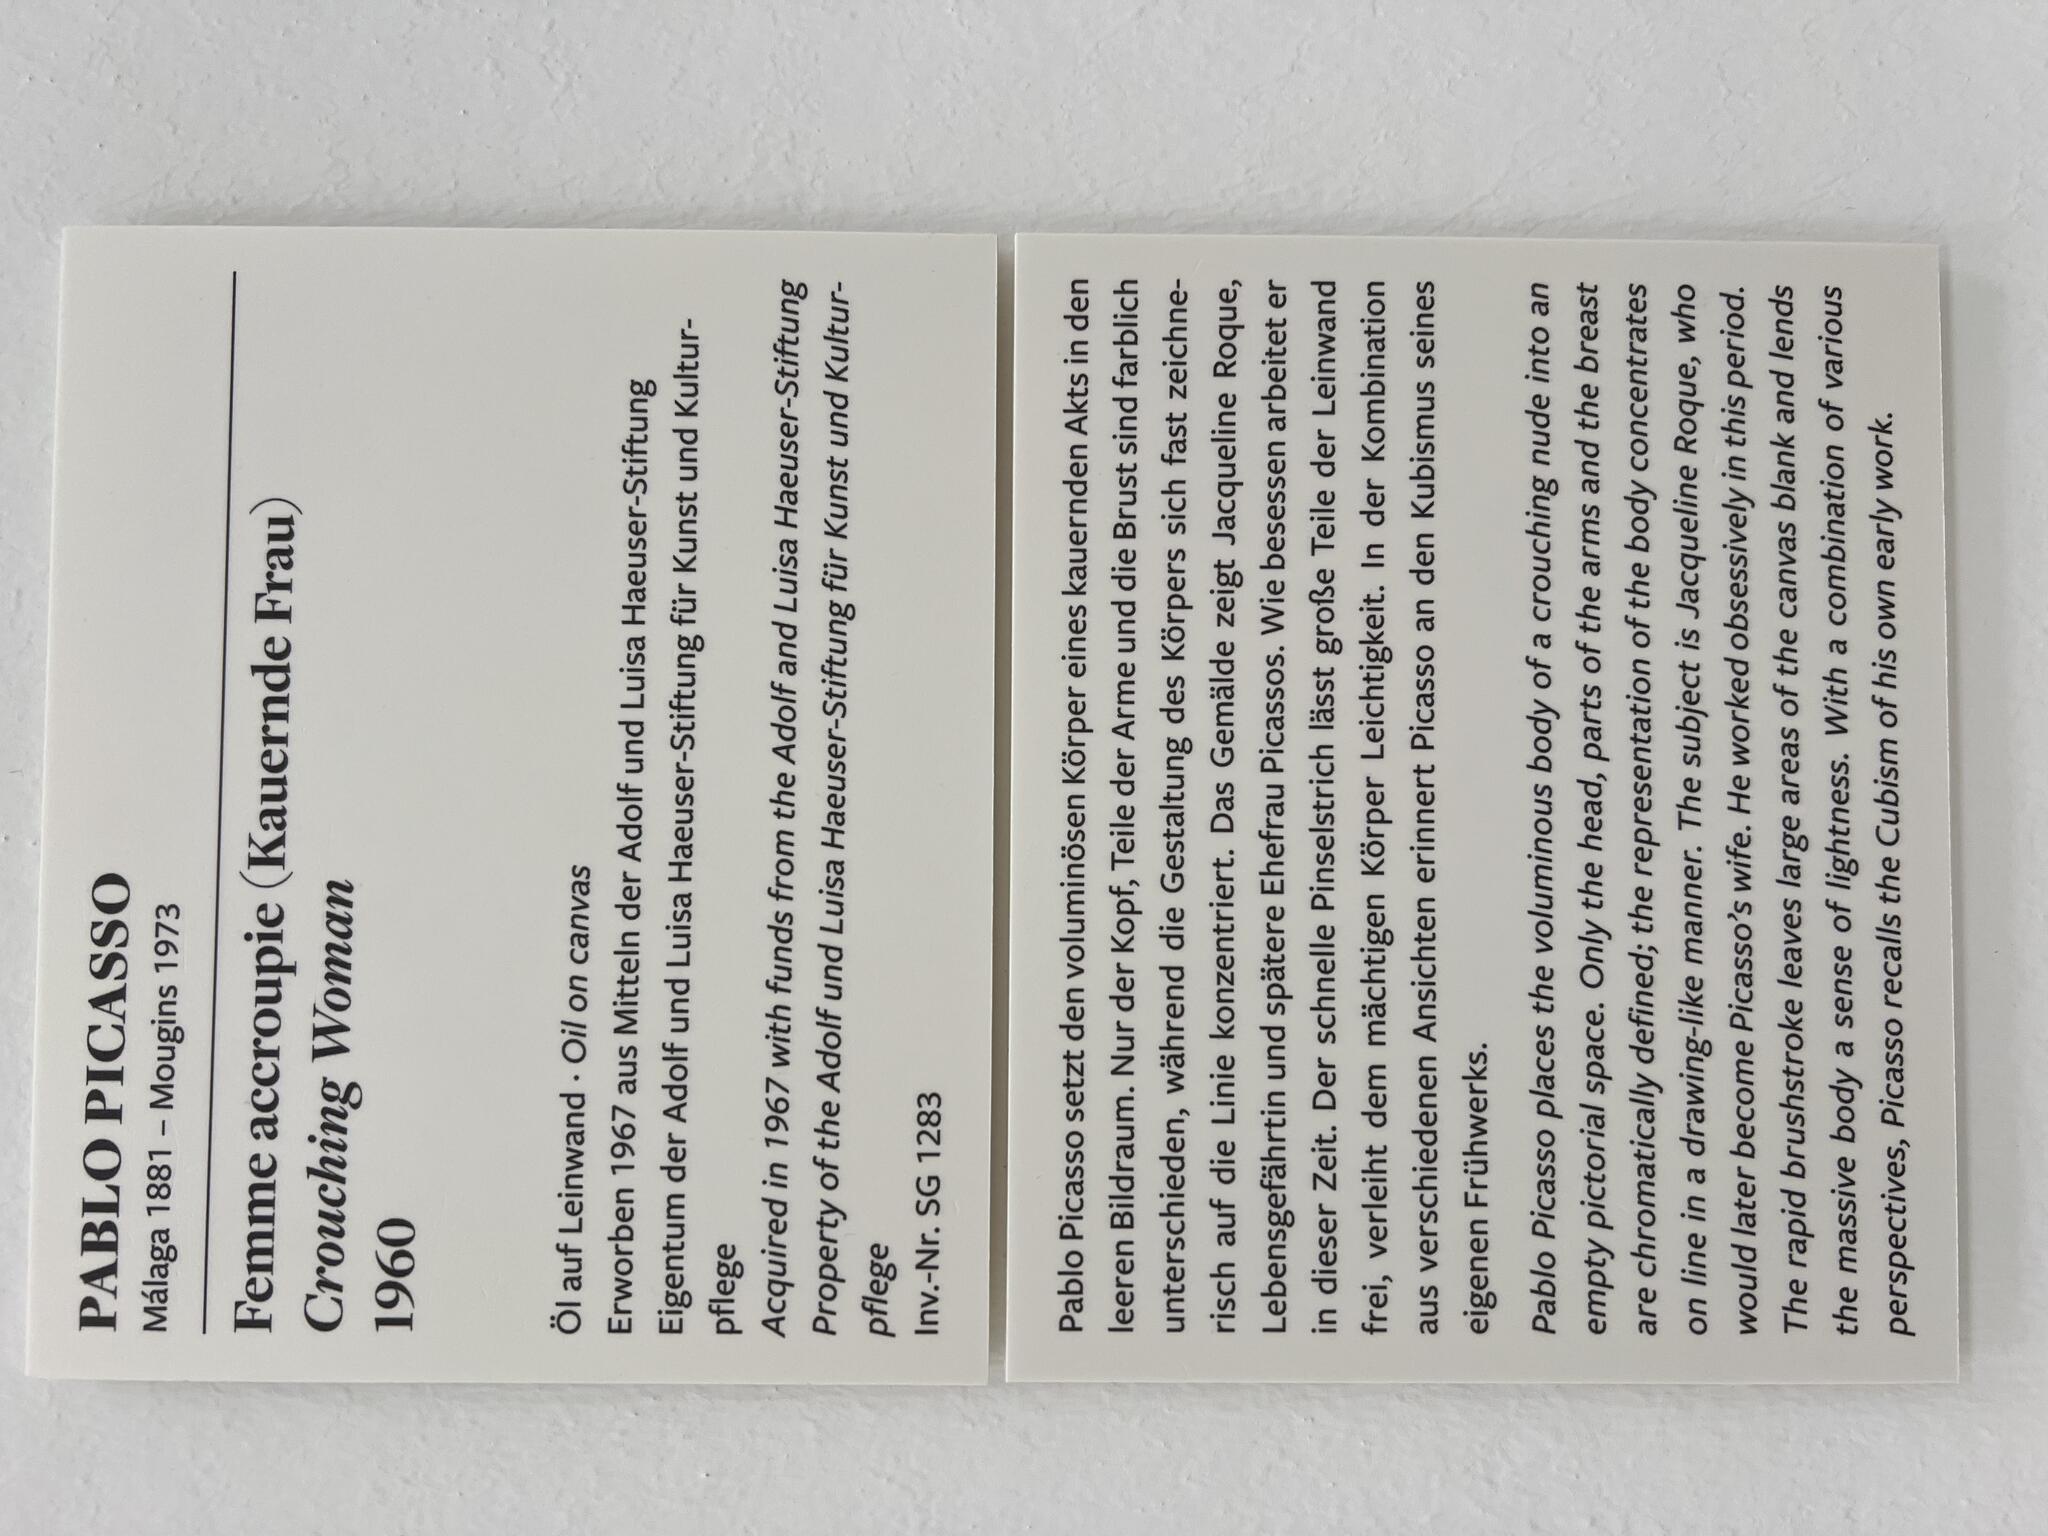 PABLO PICASSO
Málaga 1881 – Mougins 1973
Femme accroupie (Kauernde Frau)
Crouching Woman
1960
Öl auf Leinwand · Oil on canvas
Erworben 1967 aus Mitteln der Adolf und Luisa Haeuser-Stiftung
Eigentum der Adolf und Luisa Haeuser-Stiftung für Kunst und Kultur-
pflege
Acquired in 1967 with funds from the Adolf and Luisa Haeuser-Stiftung
Property of the Adolf und Luisa Haeuser-Stiftung für Kunst und Kultur-
pflege
Inv.-Nr. SG 1283
Pablo Picasso setzt den voluminösen Körper eines kauernden Akts in den
leeren Bildraum. Nur der Kopf, Teile der Arme und die Brust sind farblich
unterschieden, während die Gestaltung des Körpers sich fast zeichne-
risch auf die Linie konzentriert. Das Gemälde zeigt Jacqueline Roque,
Lebensgefährtin und spätere Ehefrau Picassos. Wie besessen arbeitet er
in dieser Zeit. Der schnelle Pinselstrich lässt große Teile der Leinwand
frei, verleiht dem mächtigen Körper Leichtigkeit. In der Kombination
aus verschiedenen Ansichten erinnert Picasso an den Kubismus seines
eigenen Frühwerks.
Pablo Picasso places the voluminous body of a crouching nude into an
empty pictorial space. Only the head, parts of the arms and the breast
are chromatically defined; the representation of the body concentrates
on line in a drawing-like manner. The subject is Jacqueline Roque, who
would later become Picasso’s wife. He worked obsessively in this period.
The rapid brushstroke leaves large areas of the canvas blank and lends
the massive body a sense of lightness. With a combination of various
perspectives, Picasso recalls the Cubism of his own early work.